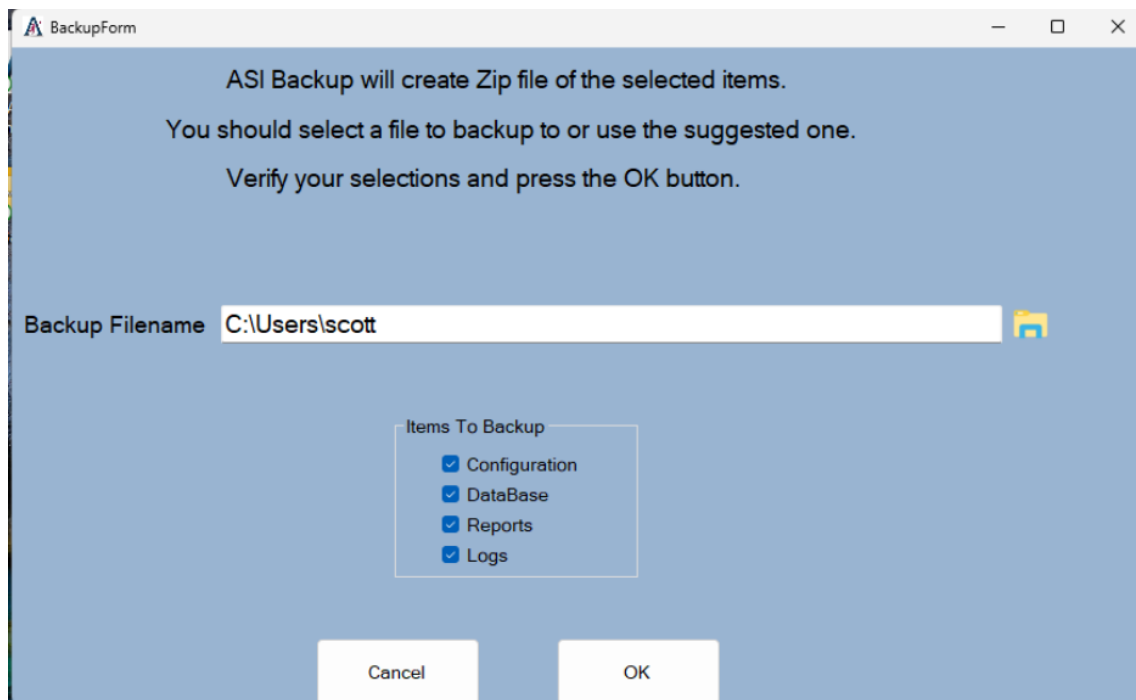 BackupForm
ASI Backup will create Zip file of the selected items.
You should select a file to backup to or use the suggested one.
Verify your selections and press the OK button.
Backup Filename C:\Users\scott
Items To Backup
Configuration
DataBase
Reports
Logs
Cancel OK